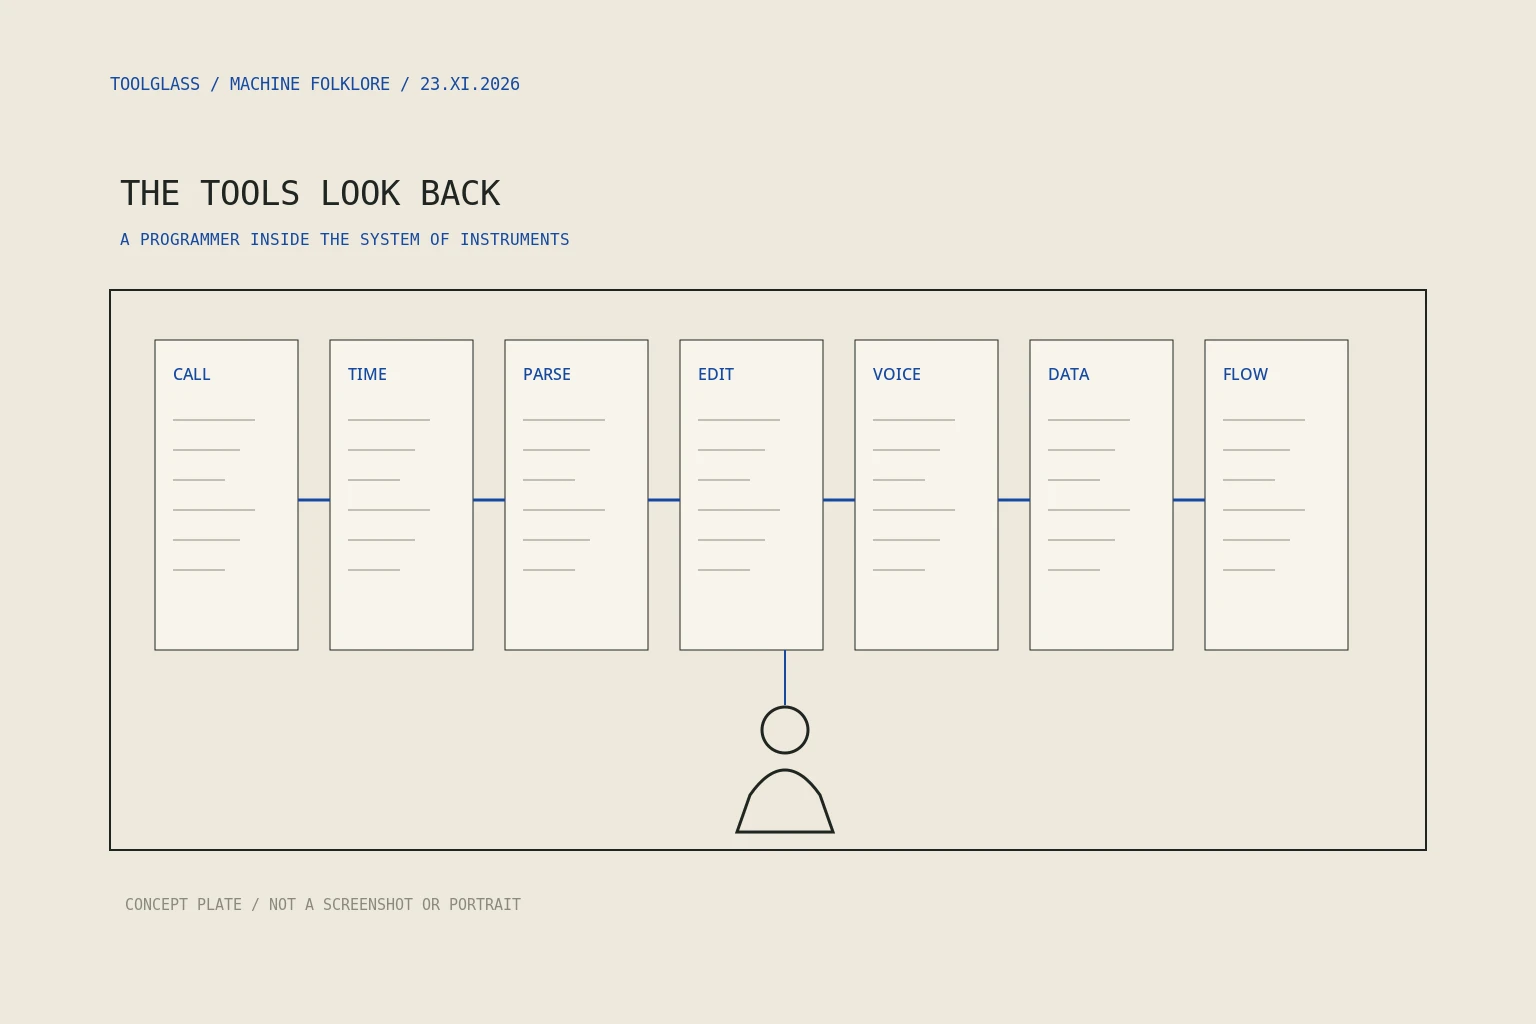 TOOLGLASS / MACHINE FOLKLORE / 23.XI.2026
THE TOOLS LOOK BACK
A PROGRAMMER INSIDE THE SYSTEM OF INSTRUMENTS
CALL
TIME
PARSE
EDIT
VOICE
DATA
FLOW
CONCEPT PLATE / NOT A SCREENSHOT OR PORTRAIT